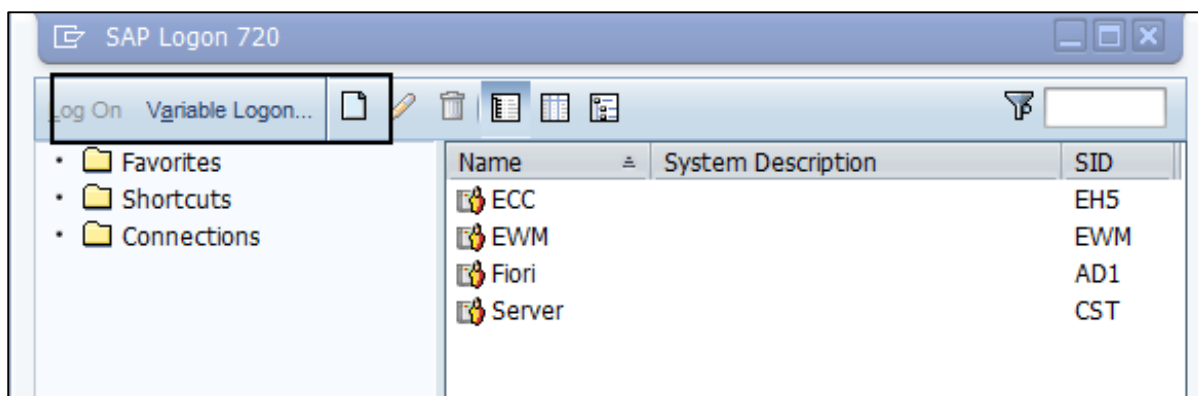 SAP Logon 720
Log On Variable Logon...
Favorites
Shortcuts
Connections
Name System Description SID
ECC EH5
EWM EWM
Fiori AD1
Server CST